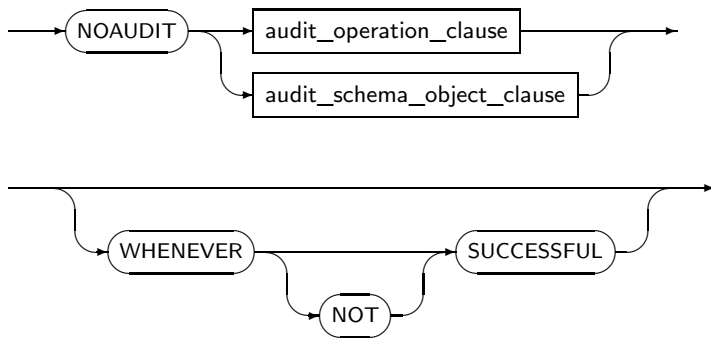 NOAUDIT audit_operation_clause
audit_schema_object_clause
WHENEVER SUCCESSFUL
NOT